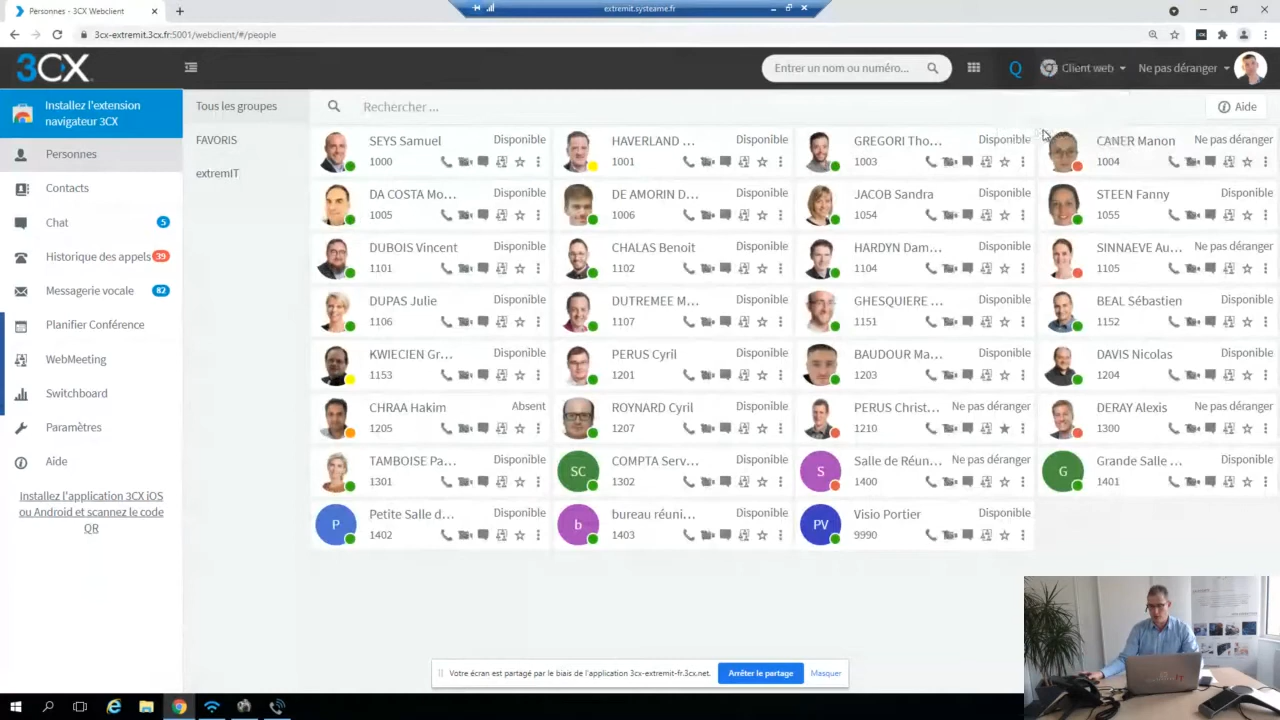 Personnes - 3CX Webclient
extremit.systeame.fr
3cx-extremit.3cx.fr:5001/webclient/#/people
3CX
Entrer un nom ou numéro...
Q
Client web
Ne pas déranger
Installez l'extension
navigateur 3CX
Personnes
Contacts
Chat 5
Historique des appels 39
Messagerie vocale 82
Planifier Conférence
WebMeeting
Switchboard
Paramètres
Aide
Installez l'application 3CX iOS
ou Android et scannez le code
QR
Tous les groupes
FAVORIS
extremIT
Rechercher ...
Aide
SEYS Samuel Disponible
1000
HAVERLAND ... Disponible
1001
GREGORI Tho... Disponible
1003
CANER Manon Ne pas déranger
1004
DA COSTA Mo... Disponible
1005
DE AMORIN D... Disponible
1006
JACOB Sandra Disponible
1054
STEEN Fanny Disponible
1055
DUBOIS Vincent Disponible
1101
CHALAS Benoit Disponible
1102
HARDYN Dam... Disponible
1104
SINNAEVE Au... Ne pas déranger
1105
DUPAS Julie Disponible
1106
DUTREMEE M... Disponible
1107
GHESQUIERE ... Disponible
1151
BEAL Sébastien Disponible
1152
KWIECIEN Gr... Disponible
1153
PERUS Cyril Disponible
1201
BAUDOUR Ma... Disponible
1203
DAVIS Nicolas Disponible
1204
CHRAA Hakim Absent
1205
ROYNARD Cyril Disponible
1207
PERUS Christ... Ne pas déranger
1210
DERAY Alexis Ne pas déranger
1300
TAMBOISE Pa... Disponible
1301
SC COMPTA Serv... Disponible
1302
S Salle de Réun... Ne pas déranger
1400
G Grande Salle ... Disponible
1401
P Petite Salle d... Disponible
1402
b bureau réuni... Disponible
1403
PV Visio Portier Disponible
9990
Votre écran est partagé par le biais de l'application 3cx-extremit-fr.3cx.net.
Arrêter le partage
Masquer